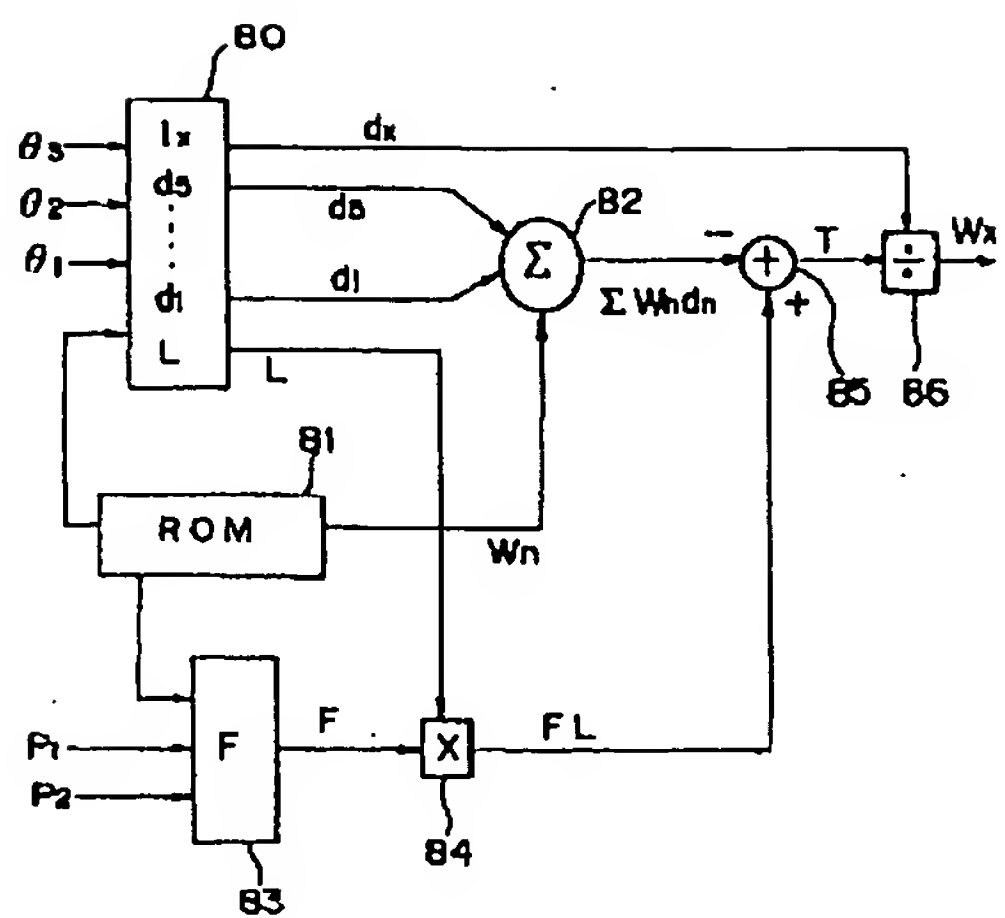 80
θ3
θ2
θ1
lx
d5
d1
L
dx
d5
d1
L
82
Σ
ΣWndn
−
+
+
T
÷
Wx
85
86
81
ROM
Wn
P1
P2
F
F
X
FL
84
83